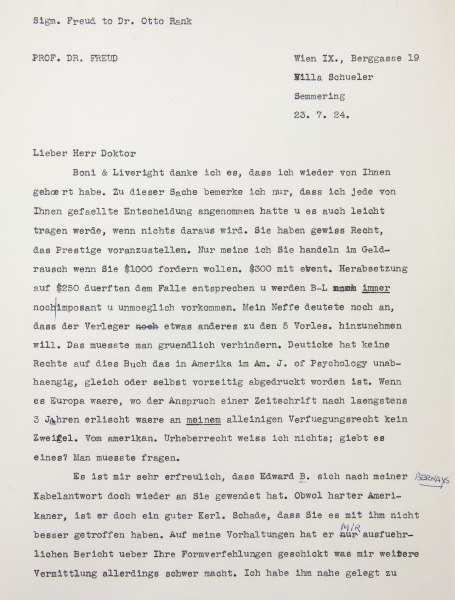 Sigm. Freud to Dr. Otto Rank
PROF. DR. FREUD
Wien IX., Berggasse 19
Villa Schueler
Semmering
23. 7. 24.
Lieber Herr Doktor
Boni & Liveright danke ich es, dass ich wieder von Ihnen
gehoert habe. Zu dieser Sache bemerke ich nur, dass ich jede von
Ihnen gefaellte Entscheidung angenommen hatte u es auch leicht
tragen werde, wenn nichts daraus wird. Sie haben gewiss Recht,
das Prestige voranzustellen. Nur meine ich Sie handeln im Geld-
rausch wenn Sie $1000 fordern wollen. $300 mit event. Herabsetzung
auf $250 duerften dem Falle entsprechen u werden B-L immer
noch imposant u unmoeglich vorkommen. Mein Neffe deutete noch an,
dass der Verleger noch etwas anderes zu den 5 Vorles. hinzunehmen
will. Das muesste man gruendlich verhindern. Deuticke hat keine
Rechte auf dies Buch das in Amerika im Am. J. of Psychology unab-
haengig, gleich oder selbst vorzeitig abgedruckt worden ist. Wenn
es Europa waere, wo der Anspruch einer Zeitschrift nach laengstens
3 Jahren erlischt waere an meinem alleinigen Verfuegungsrecht kein
Zweifel. Vom amerikan. Urheberrecht weiss ich nichts; giebt es
eines? Man muesste fragen.
Es ist mir sehr erfreulich, dass Edward B. sich nach meiner BERNAYS
Kabelantwort doch wieder an Sie gewendet hat. Obwol harter Ameri-
kaner, ist er doch ein guter Kerl. Schade, dass Sie es mit ihm nicht
besser getroffen haben. Auf meine Vorhaltungen hat er nur MIR ausfuehr-
lichen Bericht ueber Ihre Formverfehlungen geschickt was mir weitere
Vermittlung allerdings schwer macht. Ich habe ihm nahe gelegt zu